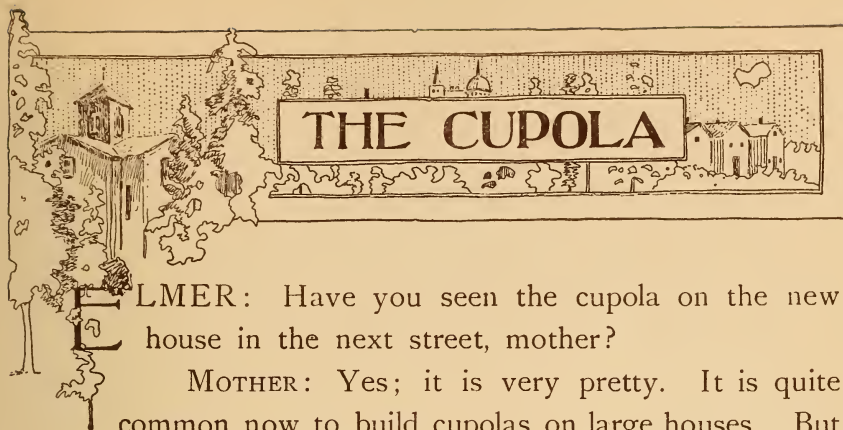 THE CUPOLA
ELMER: Have you seen the cupola on the new
house in the next street, mother?
MOTHER: Yes; it is very pretty. It is quite
common now to build cupolas on large houses. But